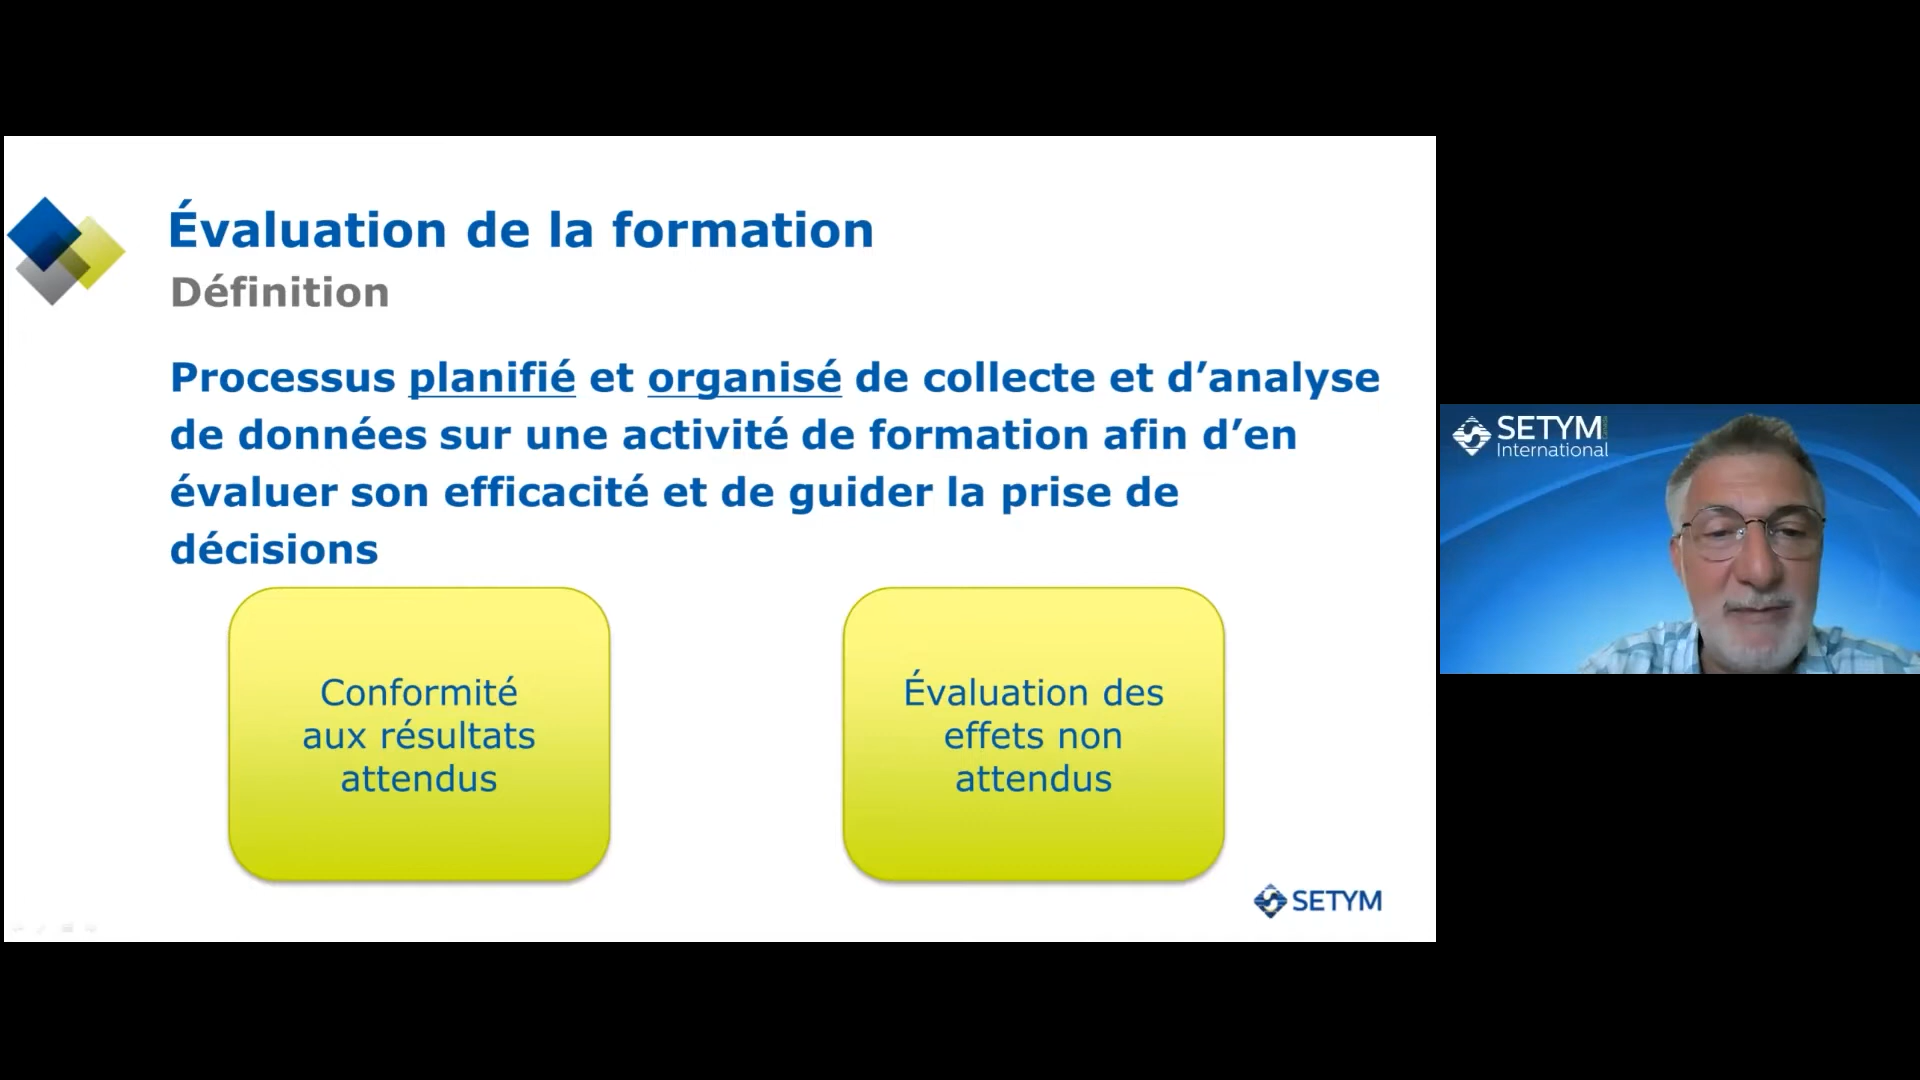 Évaluation de la formation
Définition
Processus planifié et organisé de collecte et d’analyse
de données sur une activité de formation afin d’en
évaluer son efficacité et de guider la prise de
décisions
Conformité
aux résultats
attendus
Évaluation des
effets non
attendus
SETYM
SETYM
International